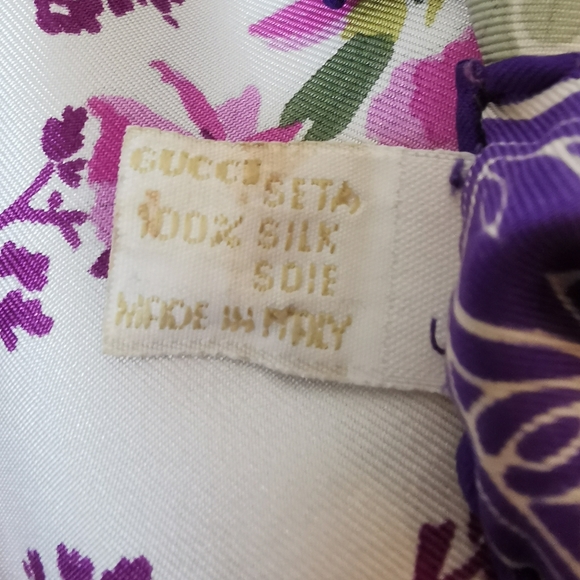 GUCCI SETA
100% SILK
SOIE
MADE IN ITALY